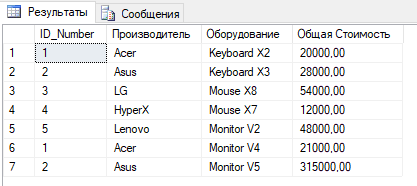 Результаты Сообщения
ID_Number Производитель Оборудование Общая Стоимость
1 1 Acer Keyboard X2 20000,00
2 2 Asus Keyboard X3 28000,00
3 3 LG Mouse X8 54000,00
4 4 HyperX Mouse X7 12000,00
5 5 Lenovo Monitor V2 48000,00
6 1 Acer Monitor V4 21000,00
7 2 Asus Monitor V5 315000,00